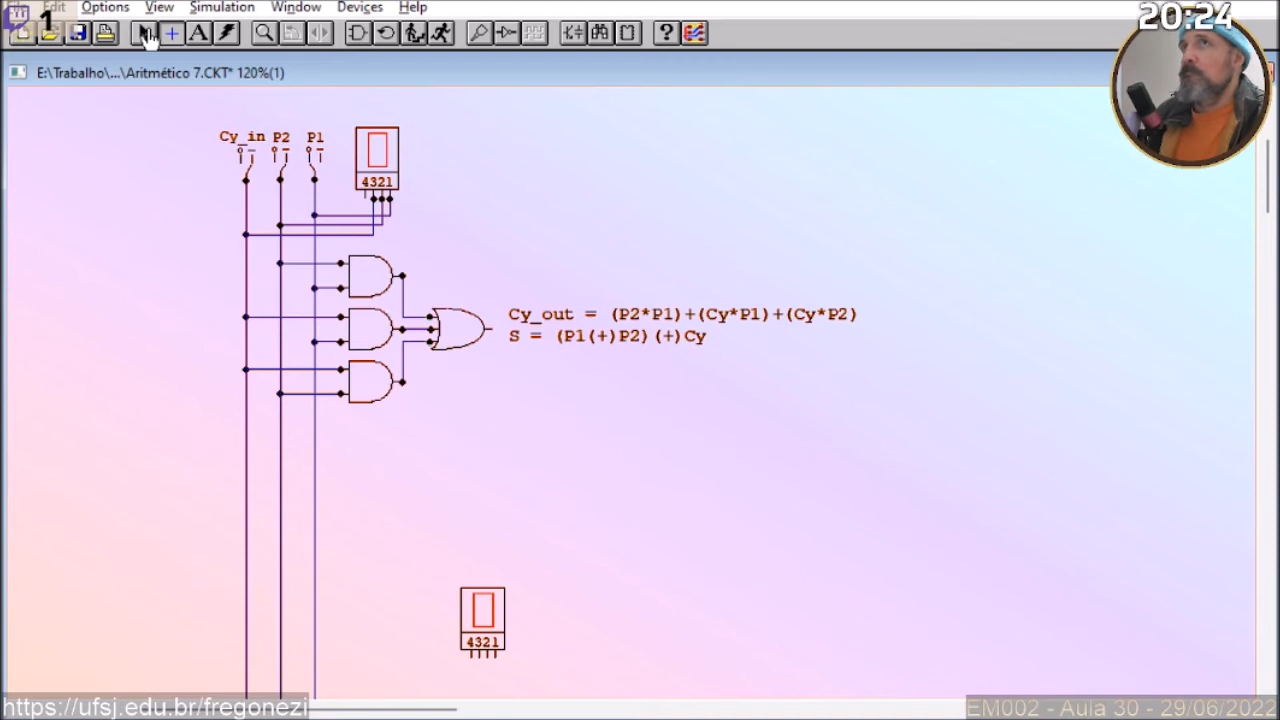 Edit Options View Simulation Window Devices Help
1
20:24
E:\Trabalho\...\Aritmético 7.CKT* 120%(1)
Cy_in P2 P1
4321
Cy_out = (P2*P1)+(Cy*P1)+(Cy*P2)
S = (P1(+)P2)(+)Cy
4321
https://ufsj.edu.br/fregonezi
EM002 - Aula 30 - 29/06/2022